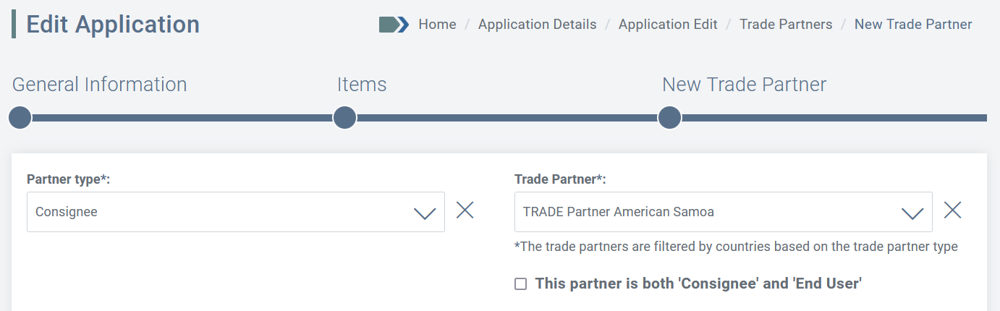 Edit Application
Home / Application Details / Application Edit / Trade Partners / New Trade Partner
General Information
Items
New Trade Partner
Partner type*:
Consignee
Trade Partner*:
TRADE Partner American Samoa
*The trade partners are filtered by countries based on the trade partner type
This partner is both 'Consignee' and 'End User'